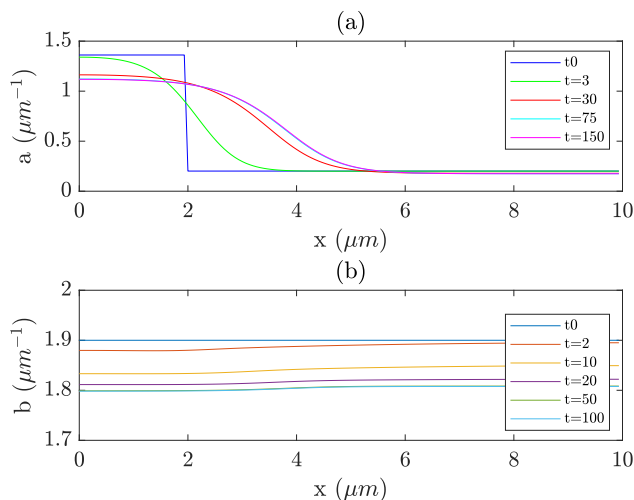 (a)
1.5
1
0.5
0
a (μm⁻¹)
0
2
4
6
8
10
x (μm)
t0
t=3
t=30
t=75
t=150
(b)
2
1.9
1.8
1.7
b (μm⁻¹)
0
2
4
6
8
10
x (μm)
t0
t=2
t=10
t=20
t=50
t=100